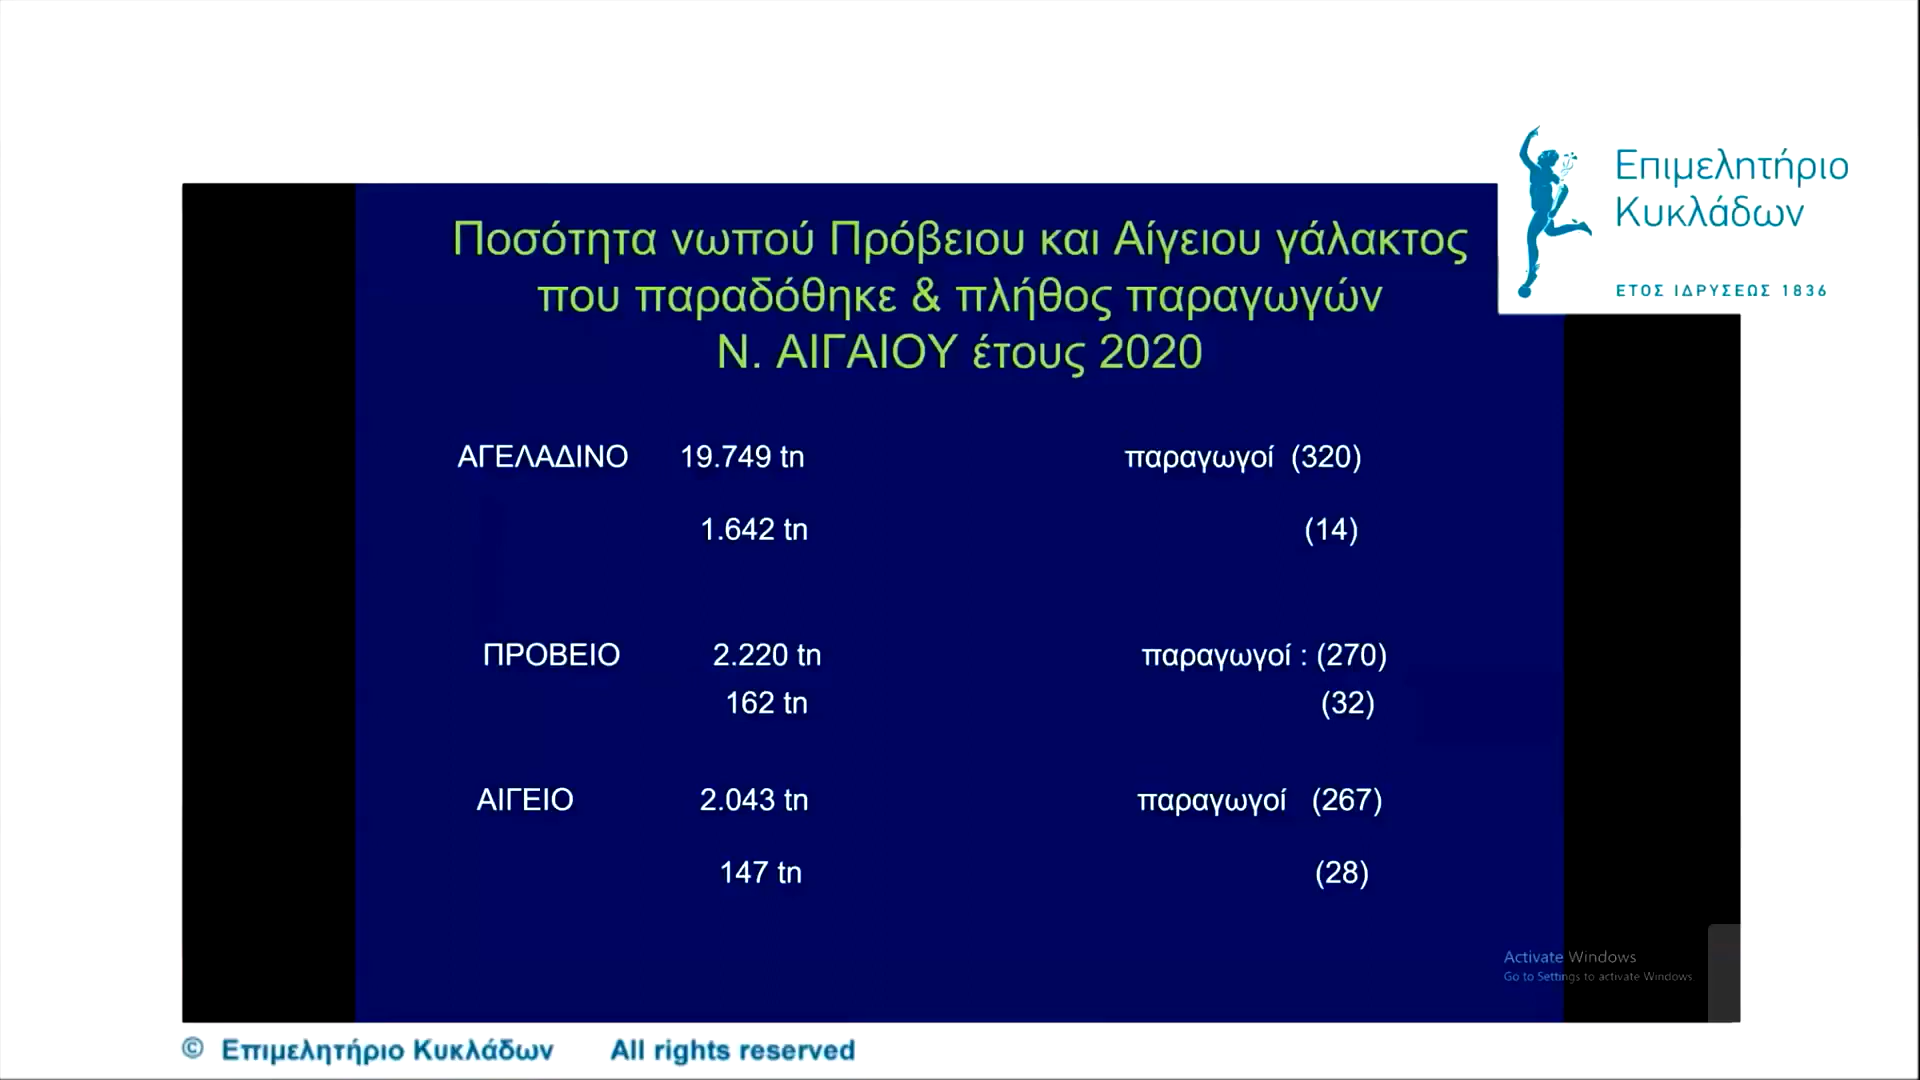 Επιμελητήριο
Κυκλάδων
ΕΤΟΣ ΙΔΡΥΣΕΩΣ 1836
Ποσότητα νωπού Πρόβειου και Αίγειου γάλακτος
που παραδόθηκε & πλήθος παραγωγών
Ν. ΑΙΓΑΙΟΥ έτους 2020
ΑΓΕΛΑΔΙΝΟ 19.749 tn παραγωγοί (320)
1.642 tn (14)
ΠΡΟΒΕΙΟ 2.220 tn παραγωγοί : (270)
162 tn (32)
ΑΙΓΕΙΟ 2.043 tn παραγωγοί (267)
147 tn (28)
Activate Windows
Go to Settings to activate Windows.
© Επιμελητήριο Κυκλάδων All rights reserved